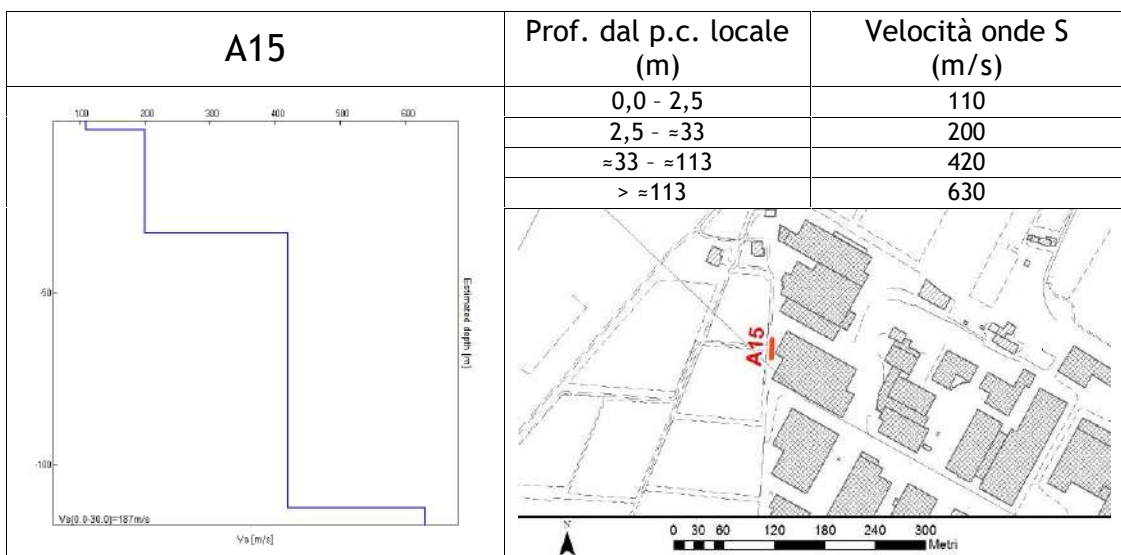 A15
Prof. dal p.c. locale
(m)
Velocità onde S
(m/s)
0,0 – 2,5
110
2,5 – ≈33
200
≈33 – ≈113
420
> ≈113
630
100 200 300 400 500 600
-50
-100
Estimated depth [m]
Vs(0.0-30.0)=187m/s
Vs [m/s]
A15
N
0 30 60 120 180 240 300
Metri